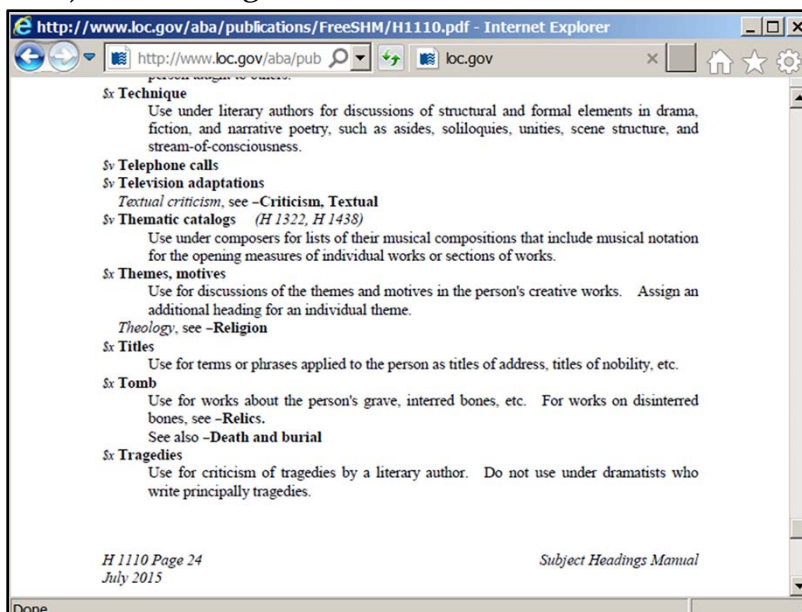 http://www.loc.gov/aba/publications/FreeSHM/H1110.pdf - Internet Explorer
http://www.loc.gov/aba/pub
loc.gov
$x Technique
Use under literary authors for discussions of structural and formal elements in drama,
fiction, and narrative poetry, such as asides, soliloquies, unities, scene structure, and
stream-of-consciousness.
$v Telephone calls
$v Television adaptations
Textual criticism, see –Criticism, Textual
$v Thematic catalogs (H 1322, H 1438)
Use under composers for lists of their musical compositions that include musical notation
for the opening measures of individual works or sections of works.
$x Themes, motives
Use for discussions of the themes and motives in the person's creative works. Assign an
additional heading for an individual theme.
Theology, see –Religion
$x Titles
Use for terms or phrases applied to the person as titles of address, titles of nobility, etc.
$x Tomb
Use for works about the person's grave, interred bones, etc. For works on disinterred
bones, see –Relics.
See also –Death and burial
$x Tragedies
Use for criticism of tragedies by a literary author. Do not use under dramatists who
write principally tragedies.
H 1110 Page 24 Subject Headings Manual
July 2015
Done